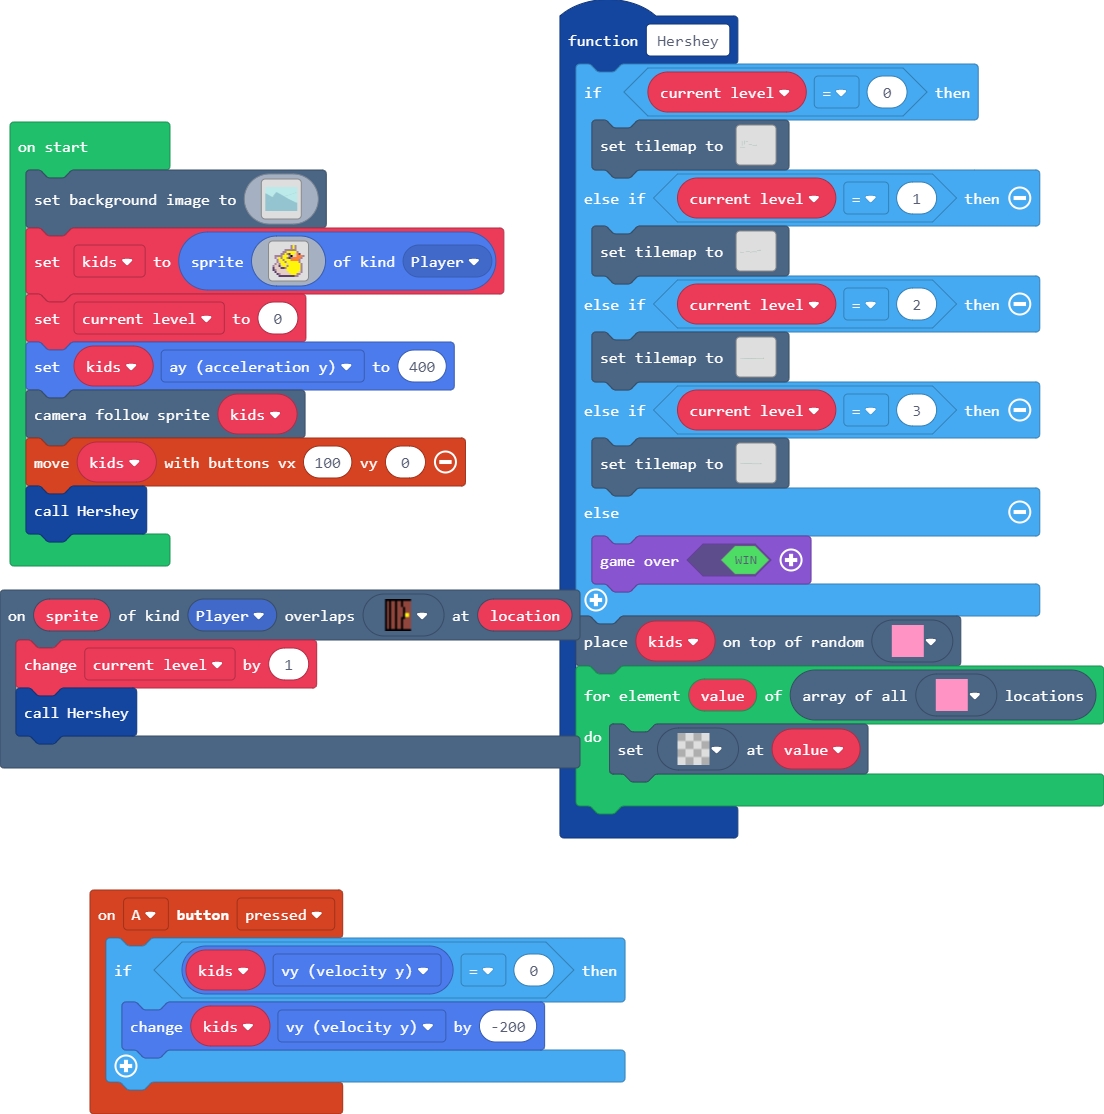 on start
set background image to
set kids to sprite of kind Player
set current level to 0
set kids ay (acceleration y) to 400
camera follow sprite kids
move kids with buttons vx 100 vy 0
call Hershey
function Hershey
if current level = 0 then
set tilemap to
else if current level = 1 then
set tilemap to
else if current level = 2 then
set tilemap to
else if current level = 3 then
set tilemap to
else
game over WIN
place kids on top of random
for element value of array of all locations
do set at value
on sprite of kind Player overlaps at location
change current level by 1
call Hershey
on A button pressed
if kids vy (velocity y) = 0 then
change kids vy (velocity y) by -200